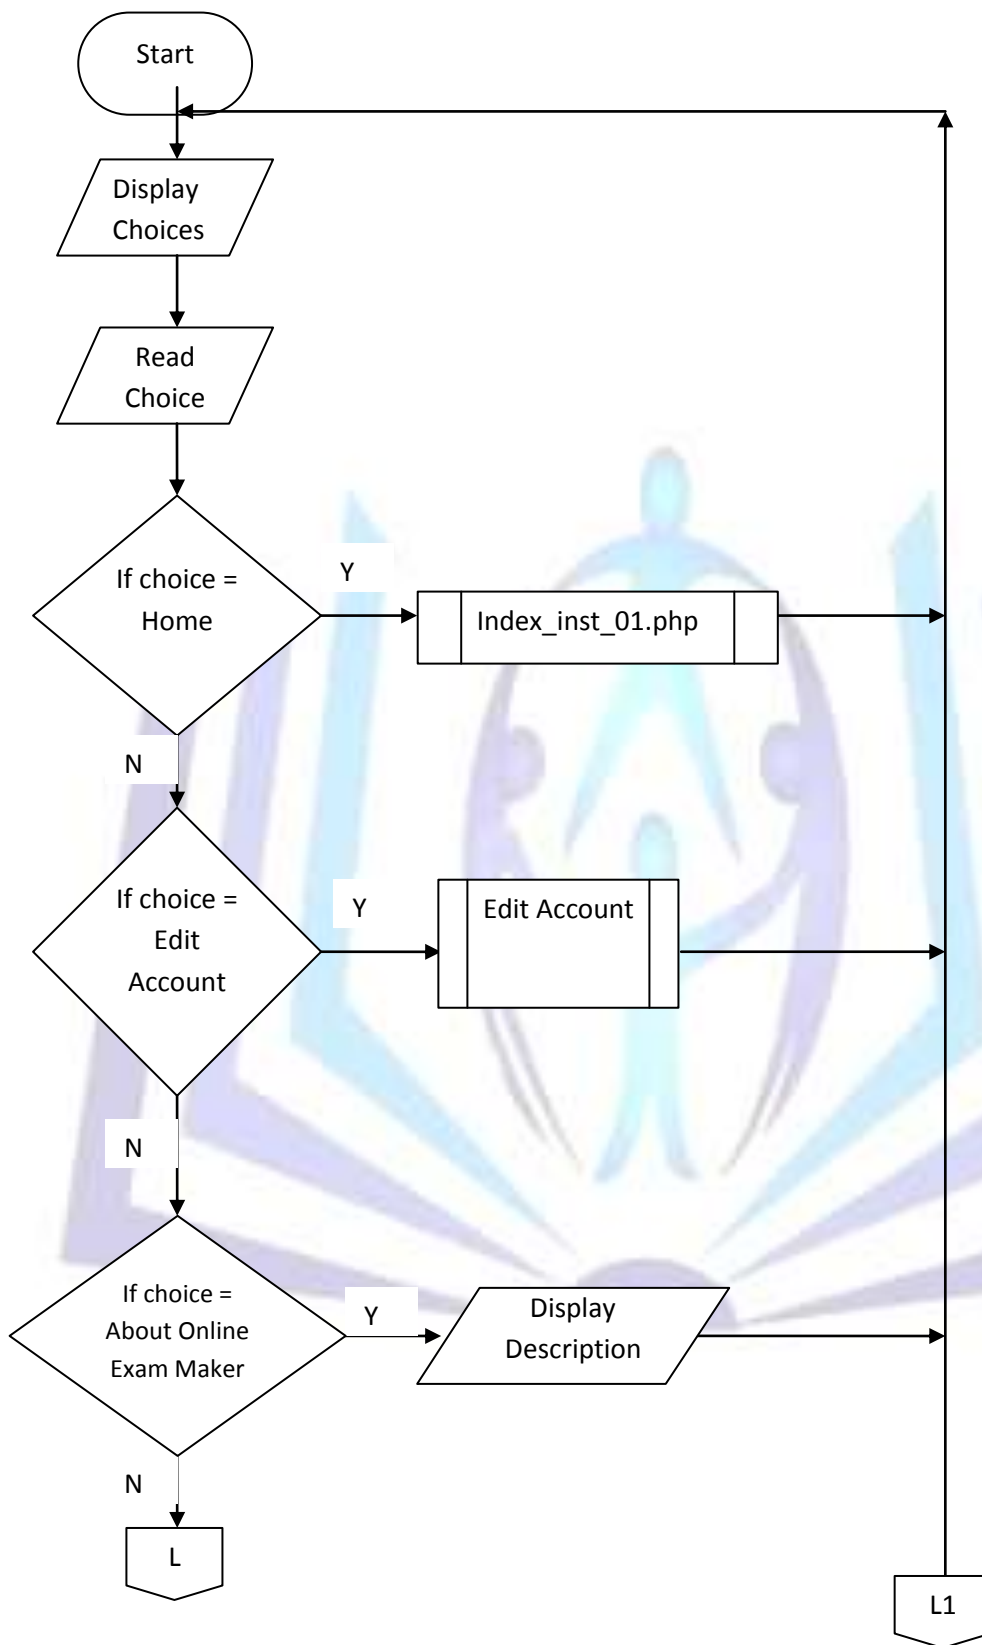 Start
Display
Choices
Read
Choice
If choice =
Home
Y
Index_inst_01.php
N
If choice =
Edit
Account
Y
Edit Account
N
If choice =
About Online
Exam Maker
Y
Display
Description
N
L
L1